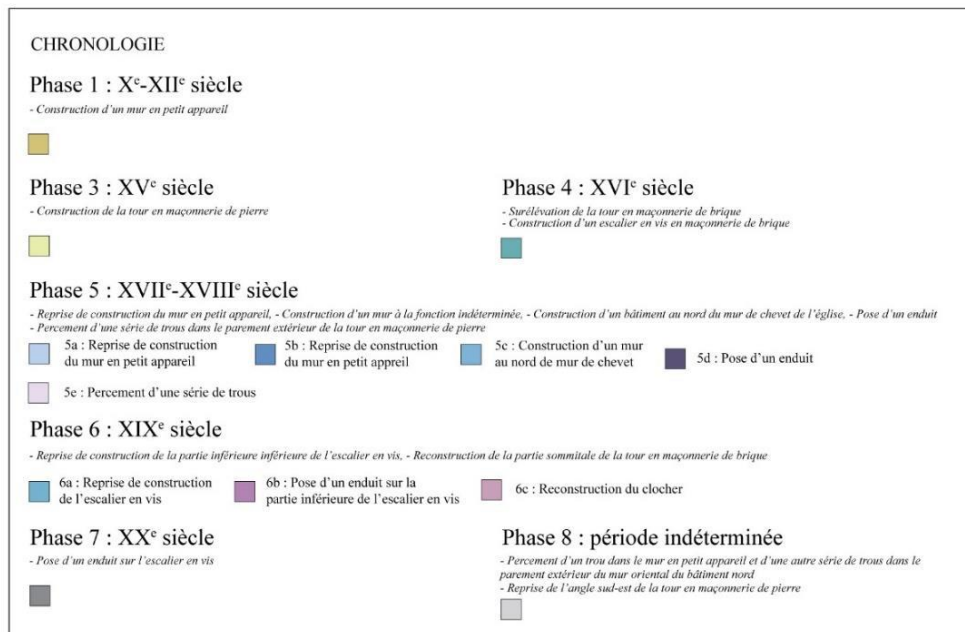 CHRONOLOGIE
Phase 1 : Xᵉ-XIIᵉ siècle
- Construction d'un mur en petit appareil
Phase 3 : XVᵉ siècle
- Construction de la tour en maçonnerie de pierre
Phase 4 : XVIᵉ siècle
- Surélévation de la tour en maçonnerie de brique
- Construction d'un escalier en vis en maçonnerie de brique
Phase 5 : XVIIᵉ-XVIIIᵉ siècle
- Reprise de construction du mur en petit appareil, - Construction d'un mur à la fonction indéterminée, - Construction d'un bâtiment au nord du mur de chevet de l'église, - Pose d'un enduit
- Percement d'une série de trous dans le parement extérieur de la tour en maçonnerie de pierre
5a : Reprise de construction
du mur en petit appareil
5b : Reprise de construction
du mur en petit appreil
5c : Construction d'un mur
au nord de mur de chevet
5d : Pose d'un enduit
5e : Percement d'une série de trous
Phase 6 : XIXᵉ siècle
- Reprise de construction de la partie inférieure inférieure de l'escalier en vis, - Reconstruction de la partie sommitale de la tour en maçonnerie de brique
6a : Reprise de construction
de l'escalier en vis
6b : Pose d'un enduit sur la
partie inférieure de l'escalier en vis
6c : Reconstruction du clocher
Phase 7 : XXᵉ siècle
- Pose d'un enduit sur l'escalier en vis
Phase 8 : période indéterminée
- Percement d'un trou dans le mur en petit appareil et d'une autre série de trous dans le
parement extérieur du mur oriental du bâtiment nord
- Reprise de l'angle sud-est de la tour en maçonnerie de pierre